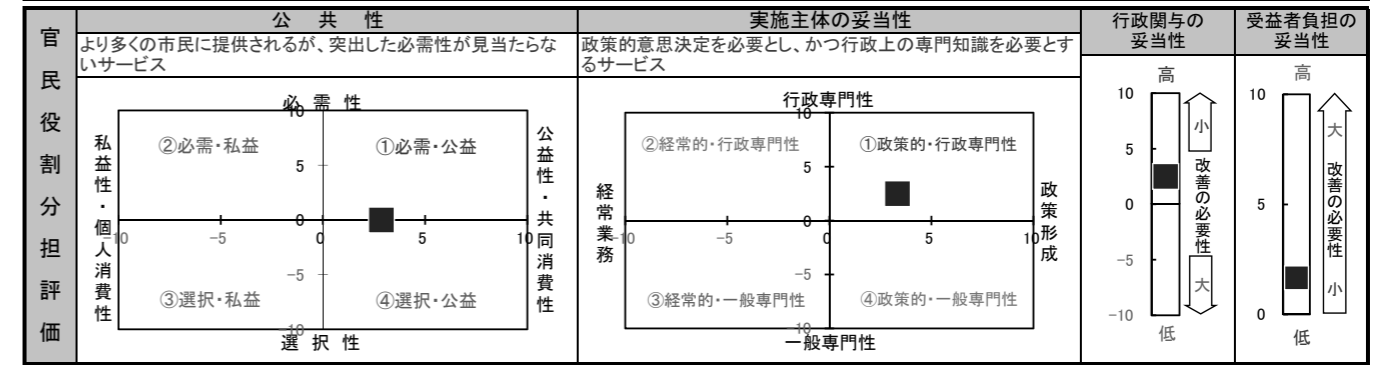 官民役割分担評価
公共性
より多くの市民に提供されるが、突出した必需性が見当たらな
いサービス
必需性
10
私益性・個人消費性
②必需・私益
①必需・公益
公益性・共同消費性
5
0
-10
-5
0
5
10
-5
③選択・私益
④選択・公益
-10
選択性
実施主体の妥当性
政策的意思決定を必要とし、かつ行政上の専門知識を必要とす
るサービス
行政専門性
10
経常業務
②経常的・行政専門性
①政策的・行政専門性
政策形成
5
0
-10
-5
0
5
10
-5
③経常的・一般専門性
④政策的・一般専門性
-10
一般専門性
行政関与の
妥当性
高
10
5
0
-5
-10
低
小
改善の必要性
大
受益者負担の
妥当性
高
10
5
0
低
大
改善の必要性
小